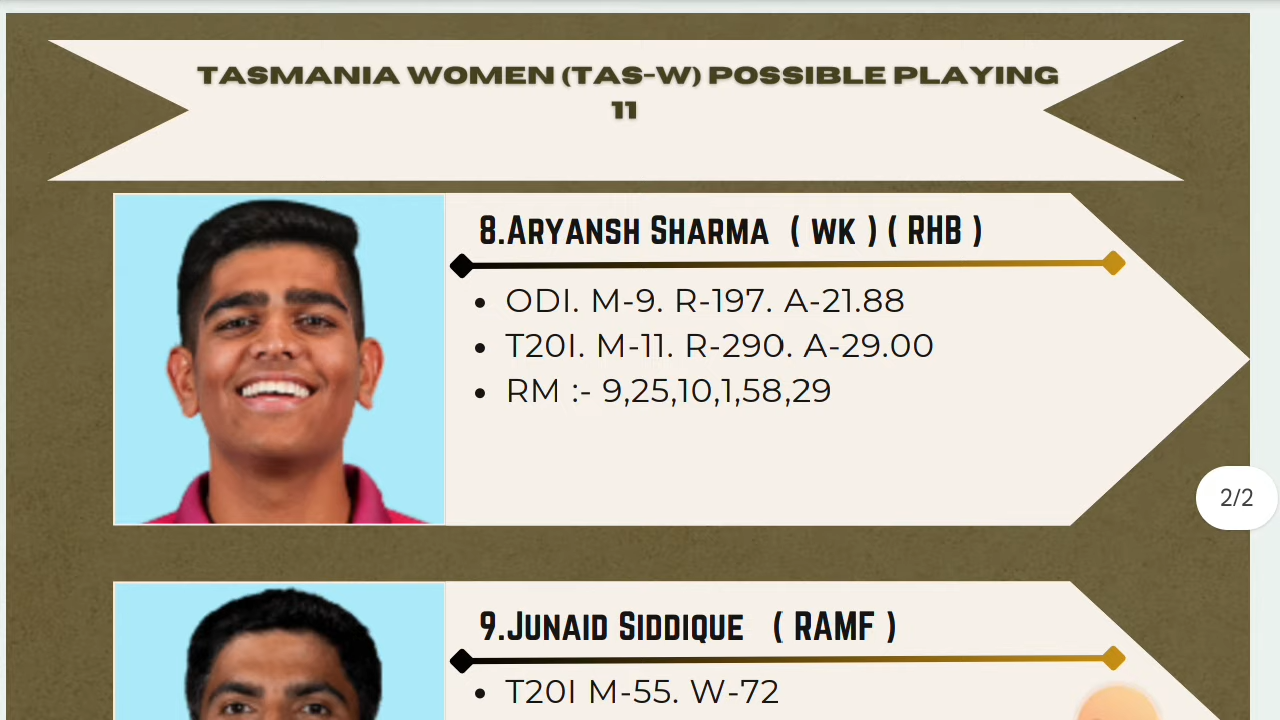 TASMANIA WOMEN (TAS-W) POSSIBLE PLAYING
11
8.Aryansh Sharma ( wk ) ( RHB )
• ODI. M-9. R-197. A-21.88
• T20I. M-11. R-290. A-29.00
• RM :- 9,25,10,1,58,29
2/2
9.Junaid Siddique ( RAMF )
• T20I M-55. W-72